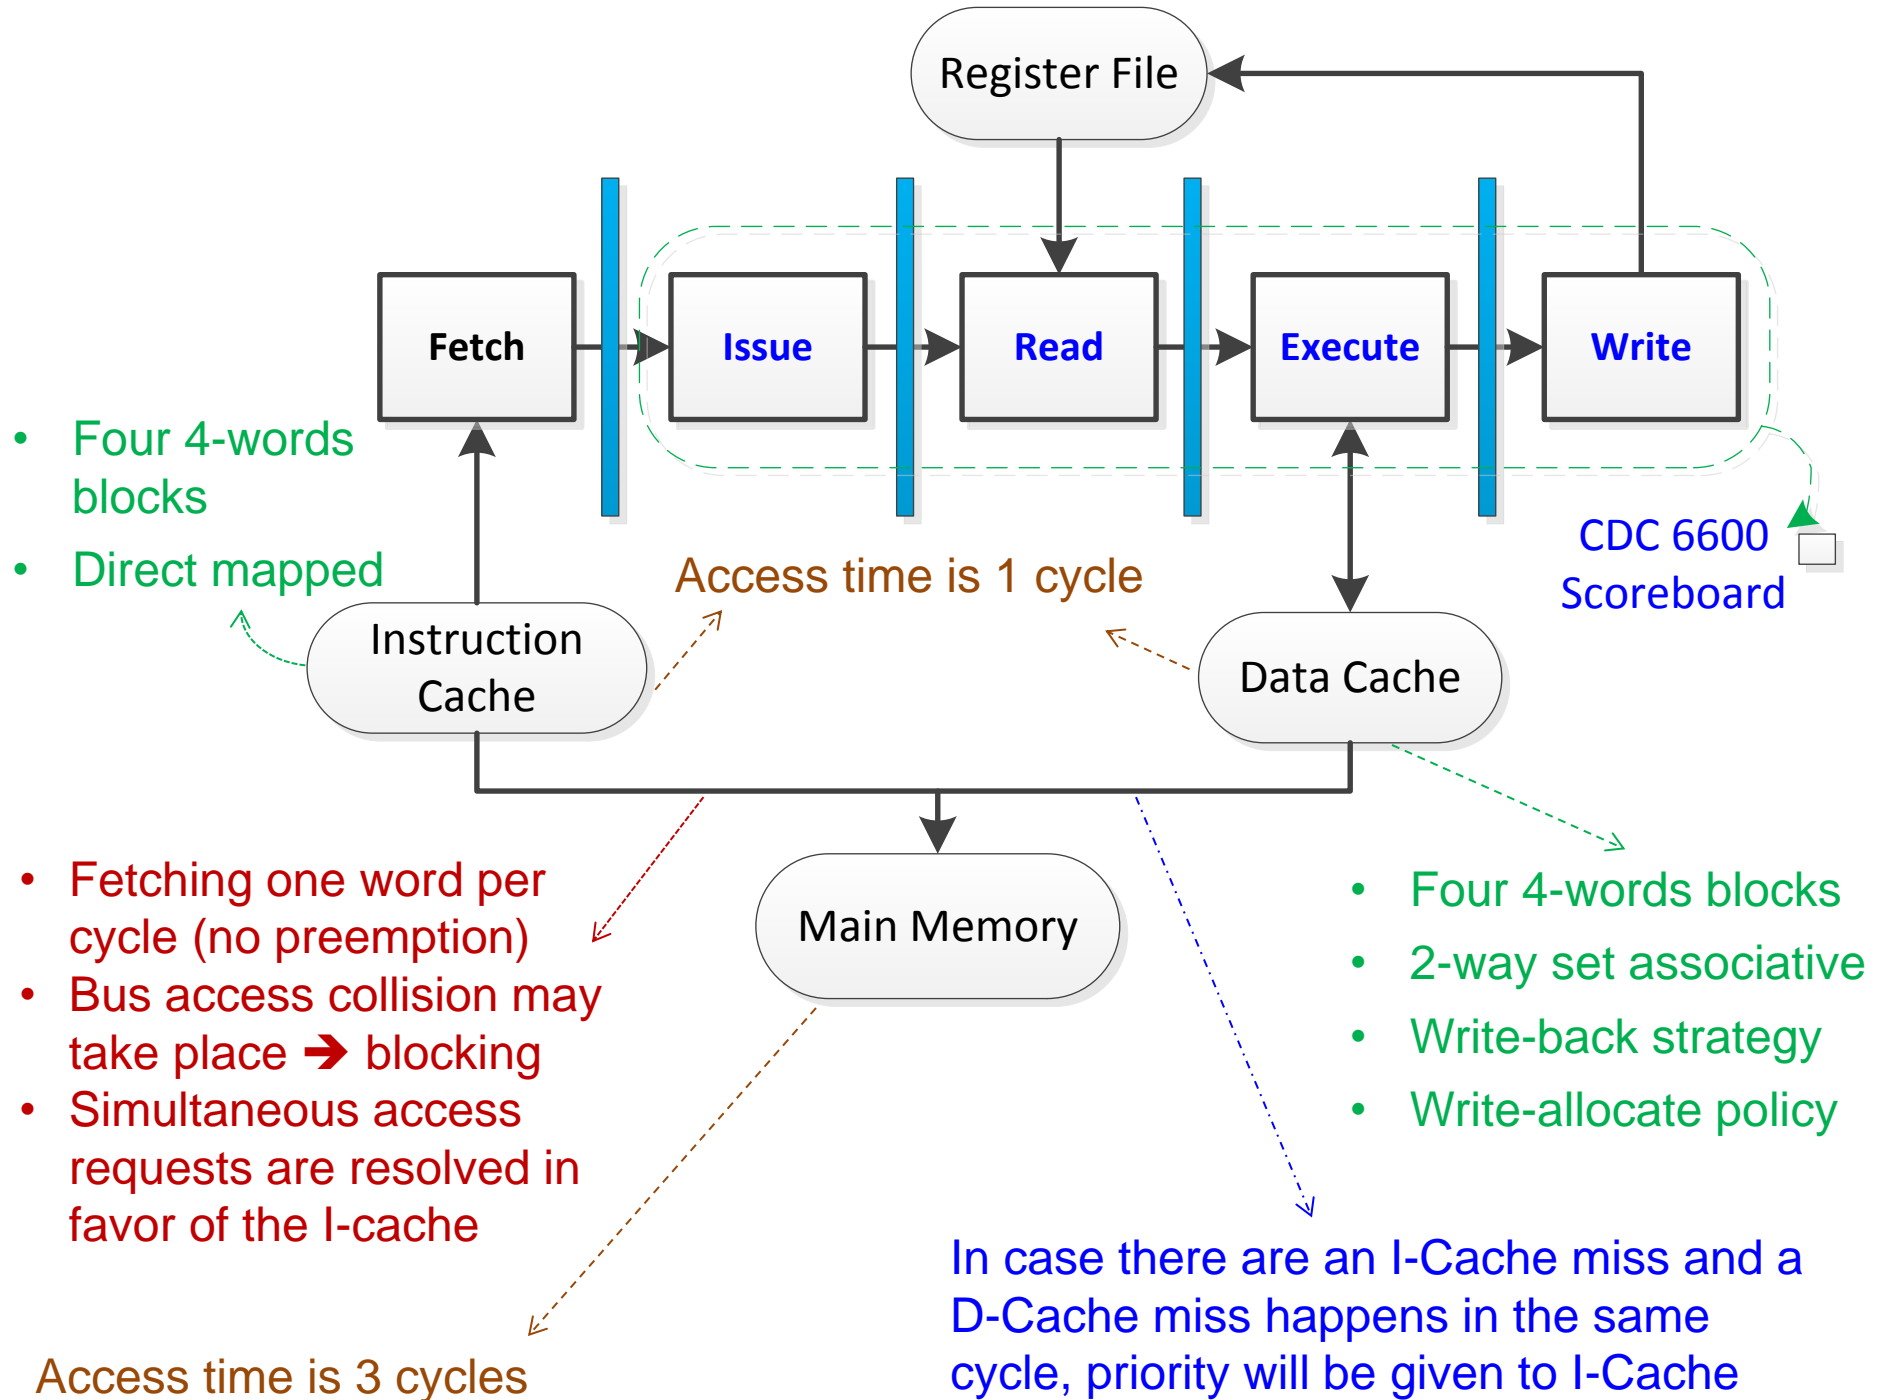 Register File
Fetch
Issue
Read
Execute
Write
• Four 4-words
blocks
• Direct mapped
Access time is 1 cycle
CDC 6600
Scoreboard
Instruction
Cache
Data Cache
• Fetching one word per
cycle (no preemption)
• Bus access collision may
take place ➔ blocking
• Simultaneous access
requests are resolved in
favor of the I-cache
Main Memory
• Four 4-words blocks
• 2-way set associative
• Write-back strategy
• Write-allocate policy
In case there are an I-Cache miss and a
D-Cache miss happens in the same
cycle, priority will be given to I-Cache
Access time is 3 cycles